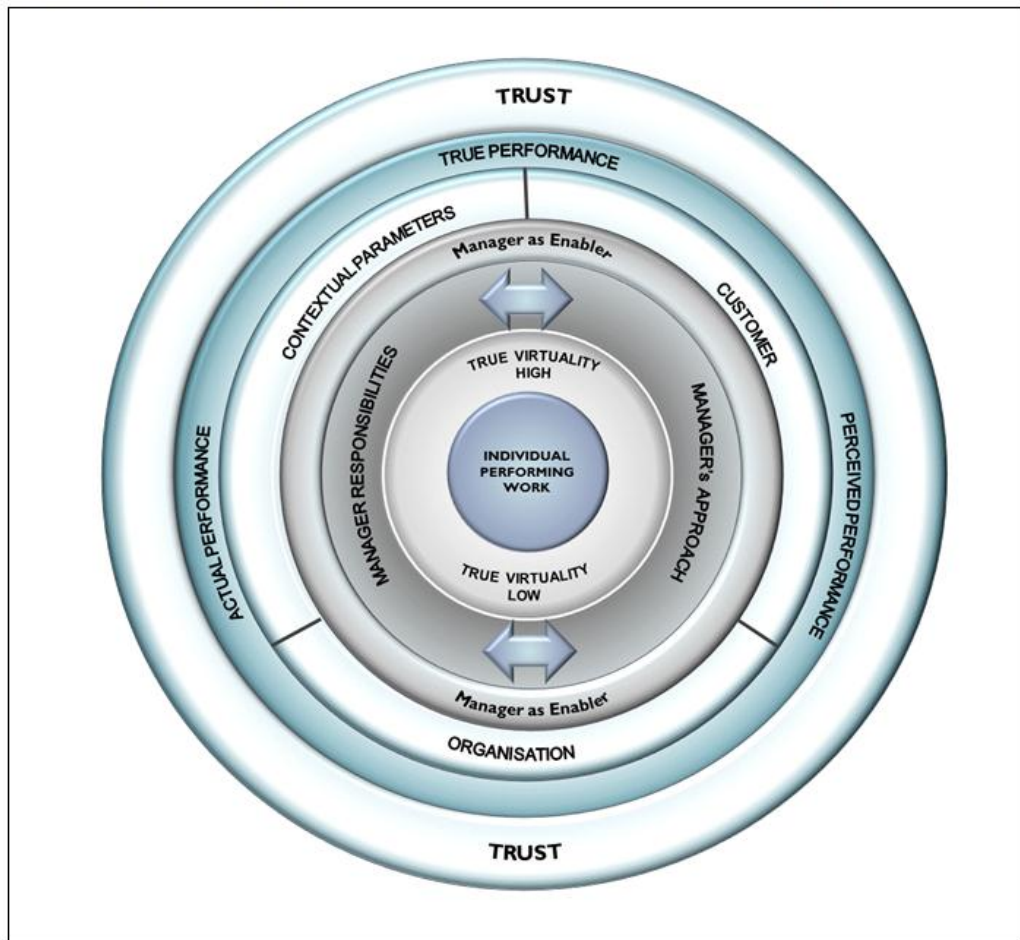 TRUST
TRUE PERFORMANCE
CONTEXTUAL PARAMETERS
Manager as Enabler
CUSTOMER
MANAGER RESPONSIBILITIES
TRUE VIRTUALITY
HIGH
MANAGER's APPROACH
INDIVIDUAL
PERFORMING
WORK
ACTUAL PERFORMANCE
PERCEIVED PERFORMANCE
TRUE VIRTUALITY
LOW
Manager as Enabler
ORGANISATION
TRUST